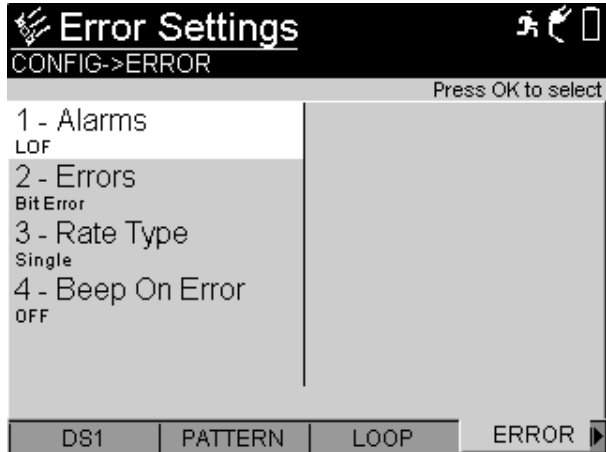 Error Settings
CONFIG->ERROR
Press OK to select
1 - Alarms
LOF
2 - Errors
Bit Error
3 - Rate Type
Single
4 - Beep On Error
OFF
DS1 PATTERN LOOP ERROR